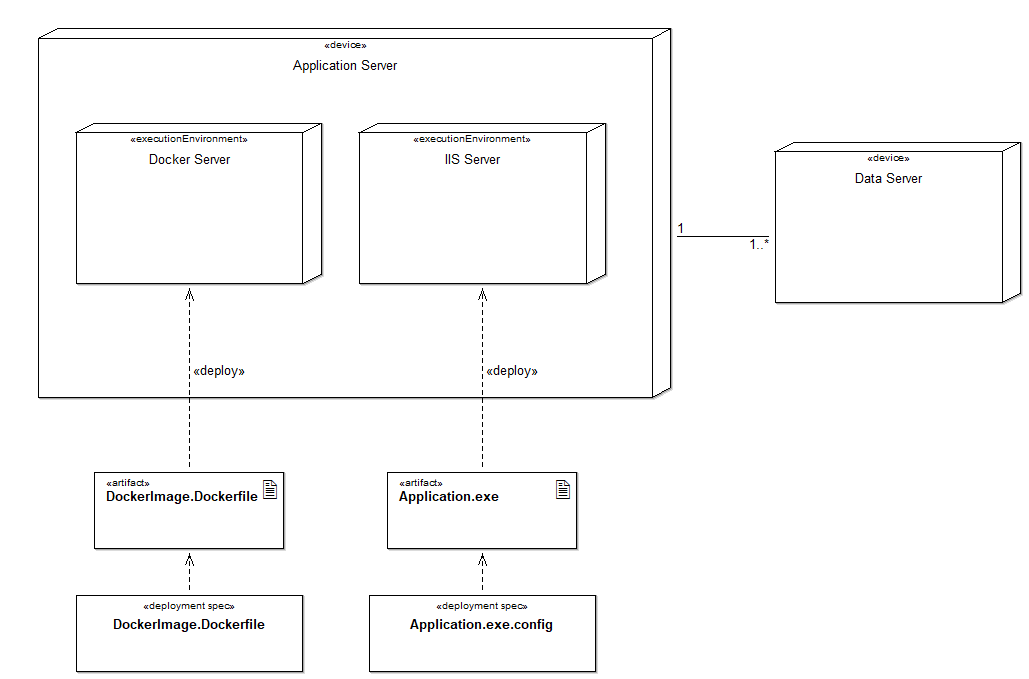 «device»
Application Server
«executionEnvironment»
Docker Server
«executionEnvironment»
IIS Server
«device»
Data Server
1
1..*
«deploy»
«deploy»
«artifact»
DockerImage.Dockerfile
«artifact»
Application.exe
«deployment spec»
DockerImage.Dockerfile
«deployment spec»
Application.exe.config